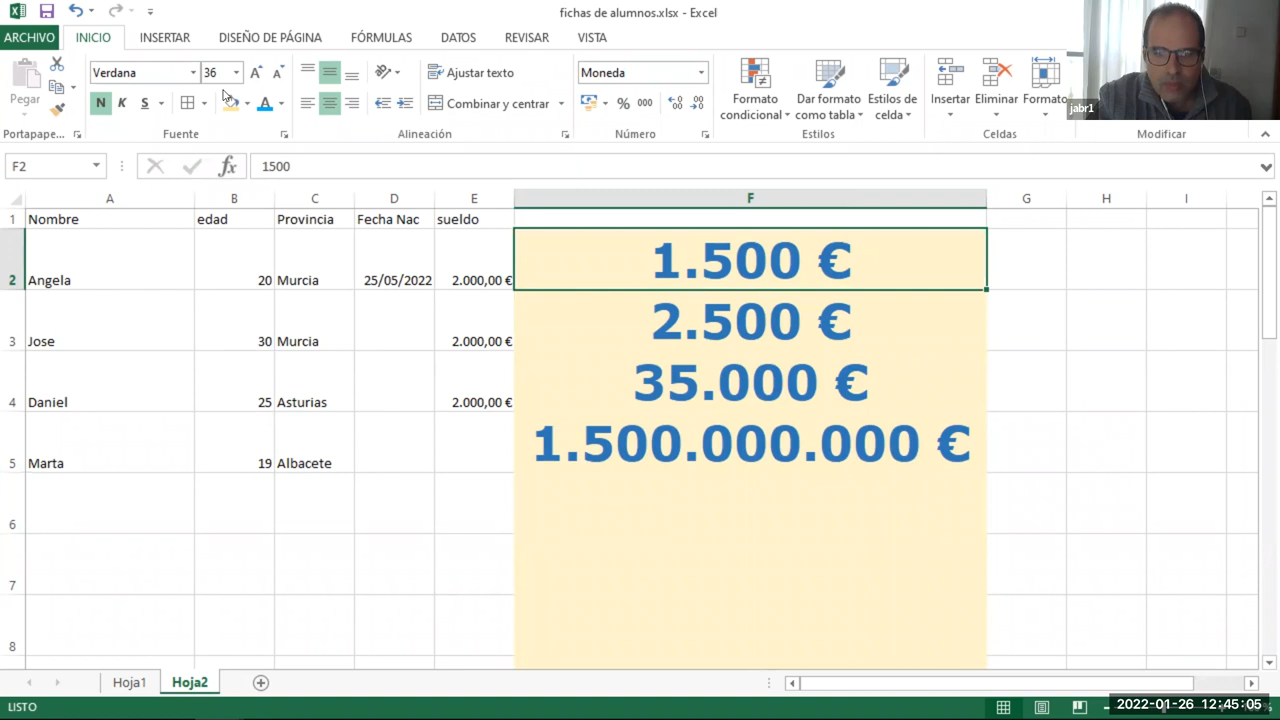 fichas de alumnos.xlsx - Excel
ARCHIVO INICIO INSERTAR DISEÑO DE PÁGINA FÓRMULAS DATOS REVISAR VISTA
Pegar
Verdana 36
N K S
Ajustar texto
Combinar y centrar
Moneda
% 000
Formato condicional
Dar formato como tabla
Estilos de celda
Insertar Eliminar Formato
Portapape... Fuente Alineación Número Estilos Celdas Modificar
jabr1
F2 fx 1500
A B C D E F G H I
1 Nombre edad Provincia Fecha Nac sueldo
2 Angela 20 Murcia 25/05/2022 2.000,00 € 1.500 €
3 Jose 30 Murcia 2.000,00 € 2.500 €
4 Daniel 25 Asturias 2.000,00 € 35.000 €
5 Marta 19 Albacete 1.500.000.000 €
6
7
8
Hoja1 Hoja2
LISTO
2022-01-26 12:45:05